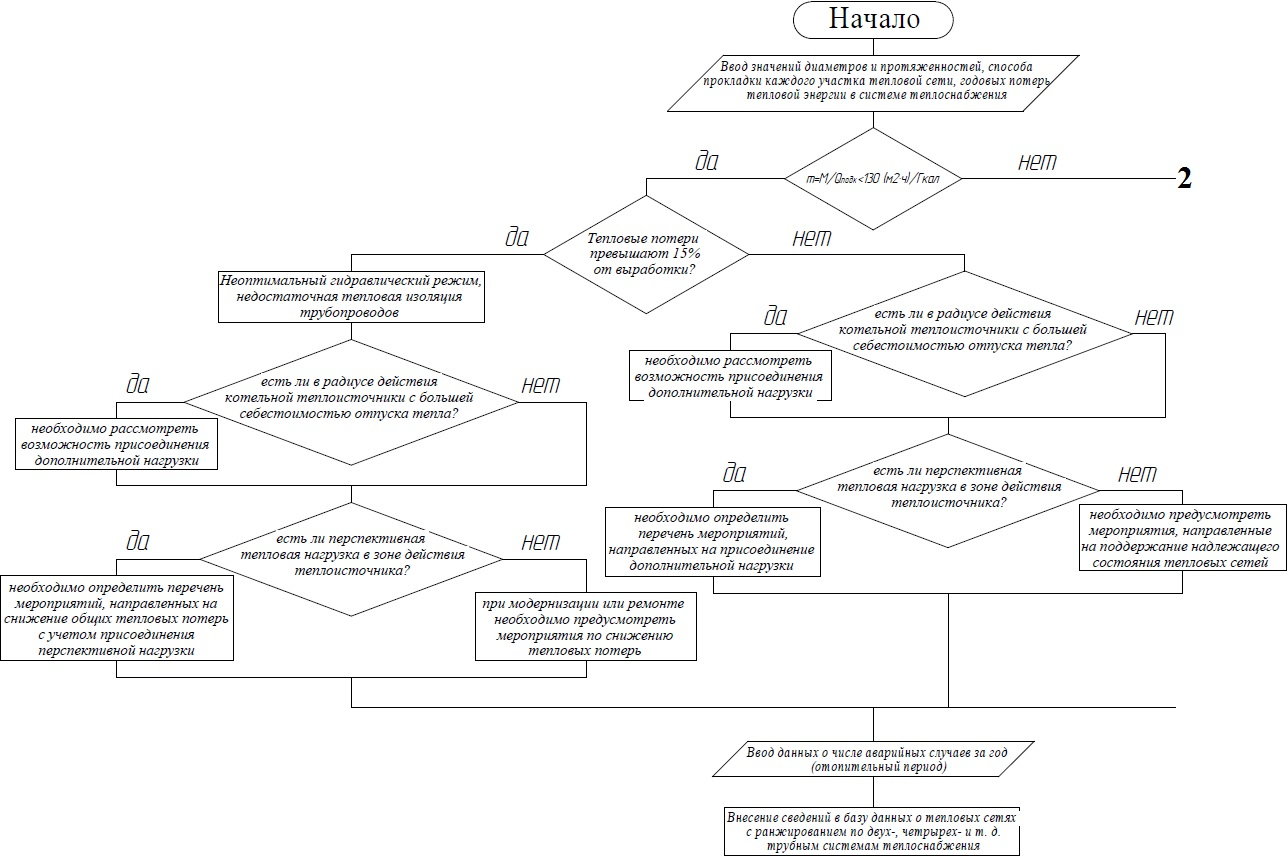 Начало
Ввод значений диаметров и протяженностей, способа
прокладки каждого участка тепловой сети, годовых потерь
тепловой энергии в системе теплоснабжения
да
m=M/Qподк<130 (м2·ч)/Гкал
нет
2
да
Тепловые потери
превышают 15%
от выработки?
нет
Неоптимальный гидравлический режим,
недостаточная тепловая изоляция
трубопроводов
да
есть ли в радиусе действия
котельной теплоисточники с большей
себестоимостью отпуска тепла?
нет
необходимо рассмотреть
возможность присоединения
дополнительной нагрузки
да
есть ли в радиусе действия
котельной теплоисточники с большей
себестоимостью отпуска тепла?
нет
необходимо рассмотреть
возможность присоединения
дополнительной нагрузки
да
есть ли перспективная
тепловая нагрузка в зоне действия
теплоисточника?
нет
необходимо определить
перечень мероприятий,
направленных на присоединение
дополнительной нагрузки
необходимо предусмотреть
мероприятия, направленные
на поддержание надлежащего
состояния тепловых сетей
да
есть ли перспективная
тепловая нагрузка в зоне действия
теплоисточника?
нет
необходимо определить перечень
мероприятий, направленных на
снижение общих тепловых потерь
с учетом присоединения
перспективной нагрузки
при модернизации или ремонте
необходимо предусмотреть
мероприятия по снижению
тепловых потерь
Ввод данных о числе аварийных случаев за год
(отопительный период)
Внесение сведений в базу данных о тепловых сетях
с ранжированием по двух-, четрырех- и т. д.
трубным системам теплоснабжения